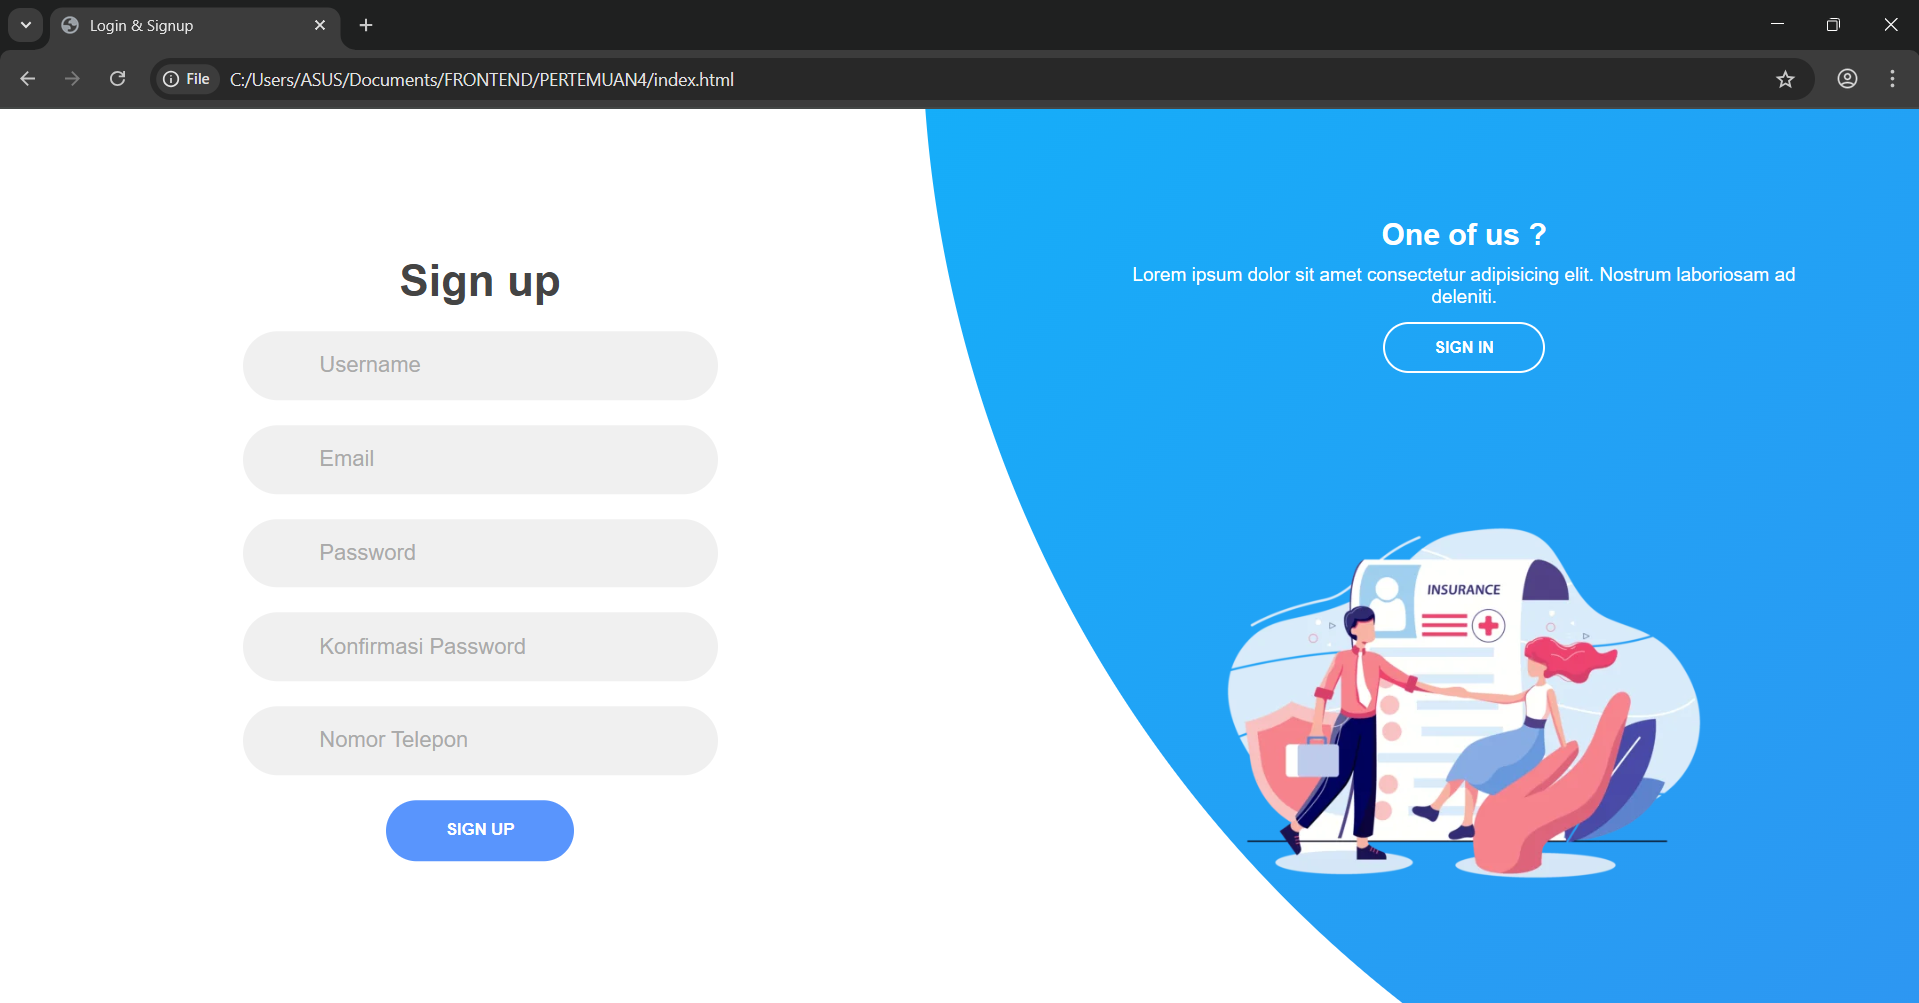 Login & Signup
File
C:/Users/ASUS/Documents/FRONTEND/PERTEMUAN4/index.html
Sign up
Username
Email
Password
Konfirmasi Password
Nomor Telepon
SIGN UP
One of us ?
Lorem ipsum dolor sit amet consectetur adipisicing elit. Nostrum laboriosam ad
deleniti.
SIGN IN
INSURANCE